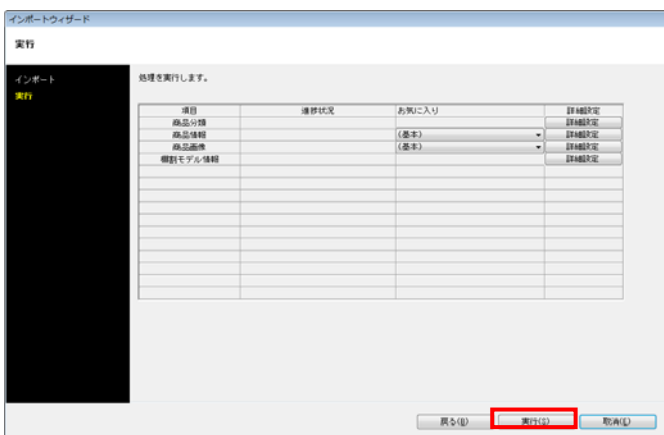 インポートウィザード
実行
インポート
実行
処理を実行します。
項目 進捗状況 お気に入り 詳細設定
商品分類 詳細設定
商品情報 (基本) 詳細設定
商品画像 (基本) 詳細設定
棚割モデル情報 詳細設定
戻る(B) 実行(S) 取消(C)